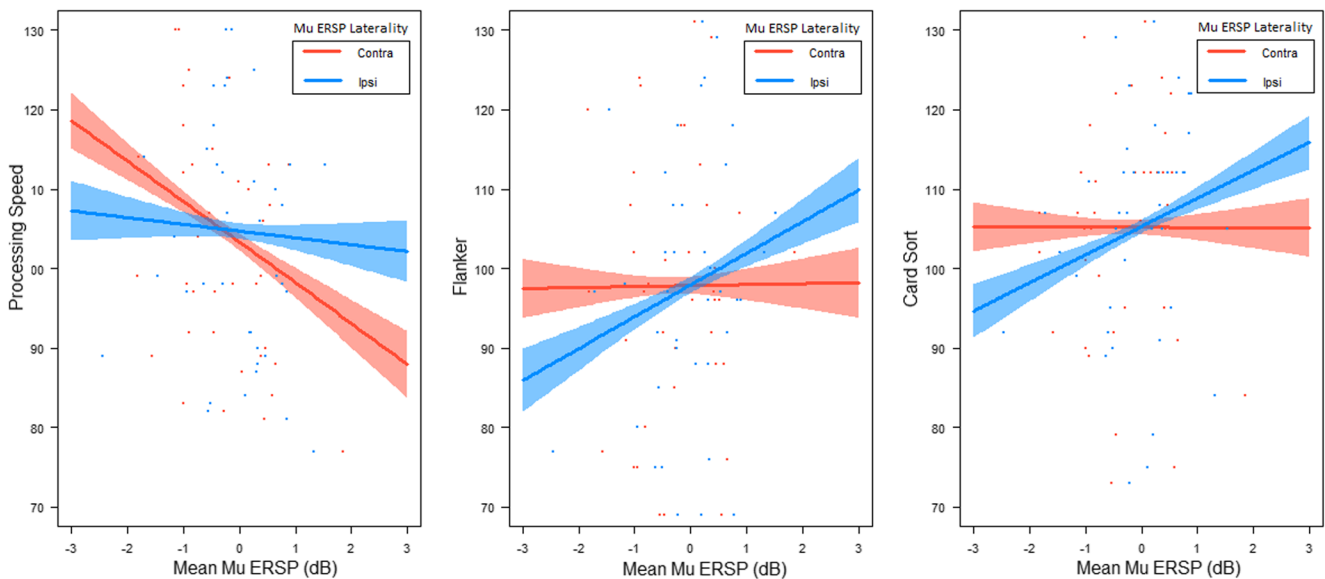 Mu ERSP Laterality
Contra
Ipsi
130
120
10
00
90
80
70
Processing Speed
-3 -2 -1 0 1 2 3
Mean Mu ERSP (dB)
Mu ERSP Laterality
Contra
Ipsi
130
120
110
100
90
80
70
Flanker
-3 -2 -1 0 1 2 3
Mean Mu ERSP (dB)
Mu ERSP Laterality
Contra
Ipsi
130
120
110
100
90
80
70
Card Sort
-3 -2 -1 0 1 2 3
Mean Mu ERSP (dB)